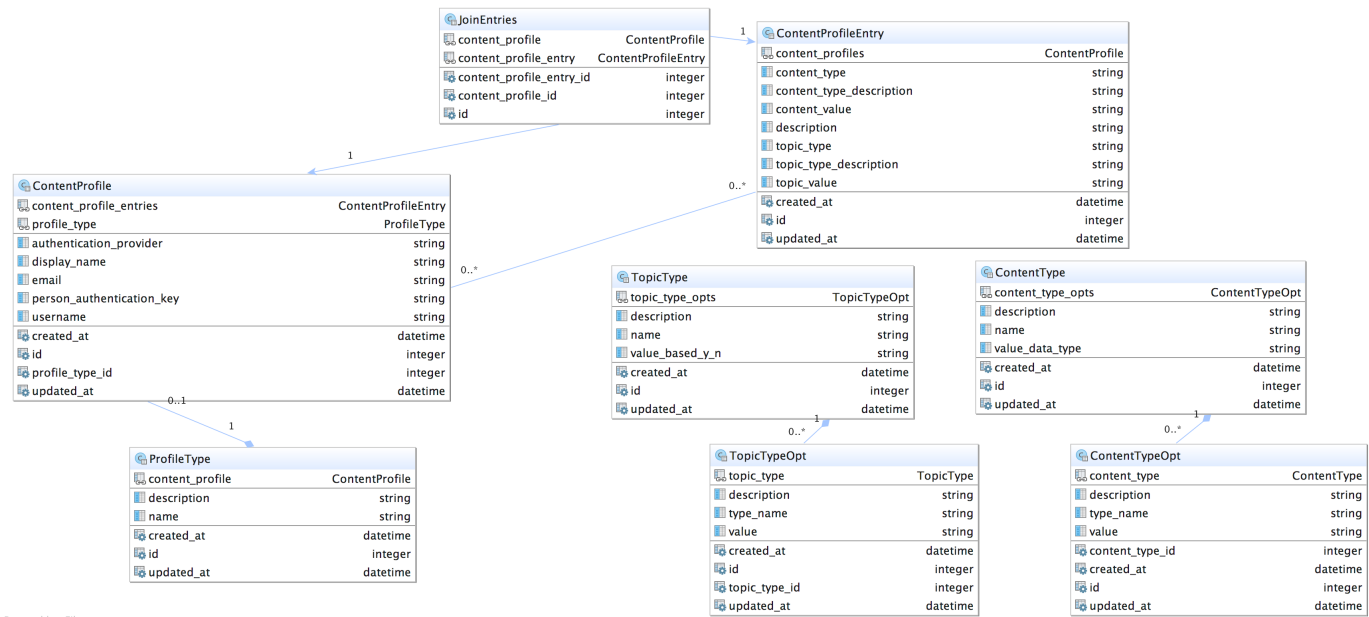 JoinEntries
content_profile ContentProfile
content_profile_entry ContentProfileEntry
content_profile_entry_id integer
content_profile_id integer
id integer
1
ContentProfileEntry
content_profiles ContentProfile
content_type string
content_type_description string
content_value string
description string
topic_type string
topic_type_description string
topic_value string
created_at datetime
id integer
updated_at datetime
1
0..*
0..*
ContentProfile
content_profile_entries ContentProfileEntry
profile_type ProfileType
authentication_provider string
display_name string
email string
person_authentication_key string
username string
created_at datetime
id integer
profile_type_id integer
updated_at datetime
0..1
1
ProfileType
content_profile ContentProfile
description string
name string
created_at datetime
id integer
updated_at datetime
TopicType
topic_type_opts TopicTypeOpt
description string
name string
value_based_y_n string
created_at datetime
id integer
updated_at datetime
1
0..*
TopicTypeOpt
topic_type TopicType
description string
type_name string
value string
created_at datetime
id integer
topic_type_id integer
updated_at datetime
ContentType
content_type_opts ContentTypeOpt
description string
name string
value_data_type string
created_at datetime
id integer
updated_at datetime
1
0..*
ContentTypeOpt
content_type ContentType
description string
type_name string
value string
content_type_id integer
created_at datetime
id integer
updated_at datetime